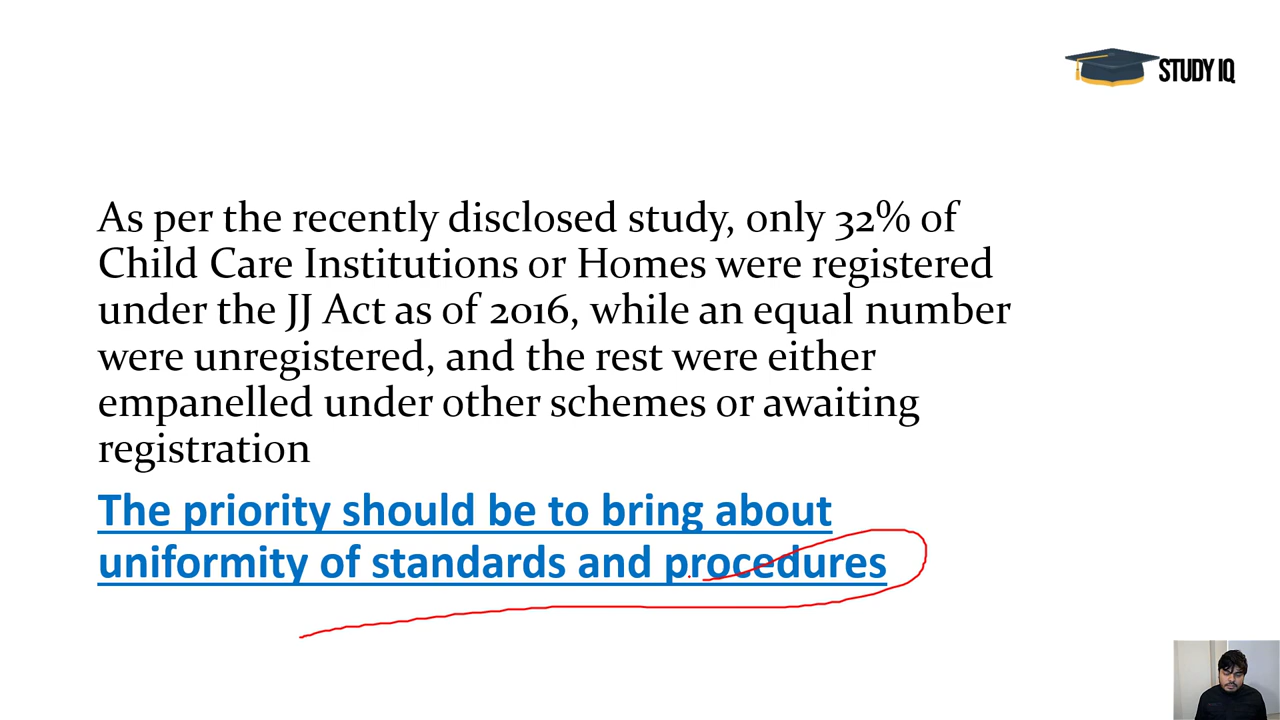 STUDY IQ
As per the recently disclosed study, only 32% of
Child Care Institutions or Homes were registered
under the JJ Act as of 2016, while an equal number
were unregistered, and the rest were either
empanelled under other schemes or awaiting
registration
The priority should be to bring about
uniformity of standards and procedures